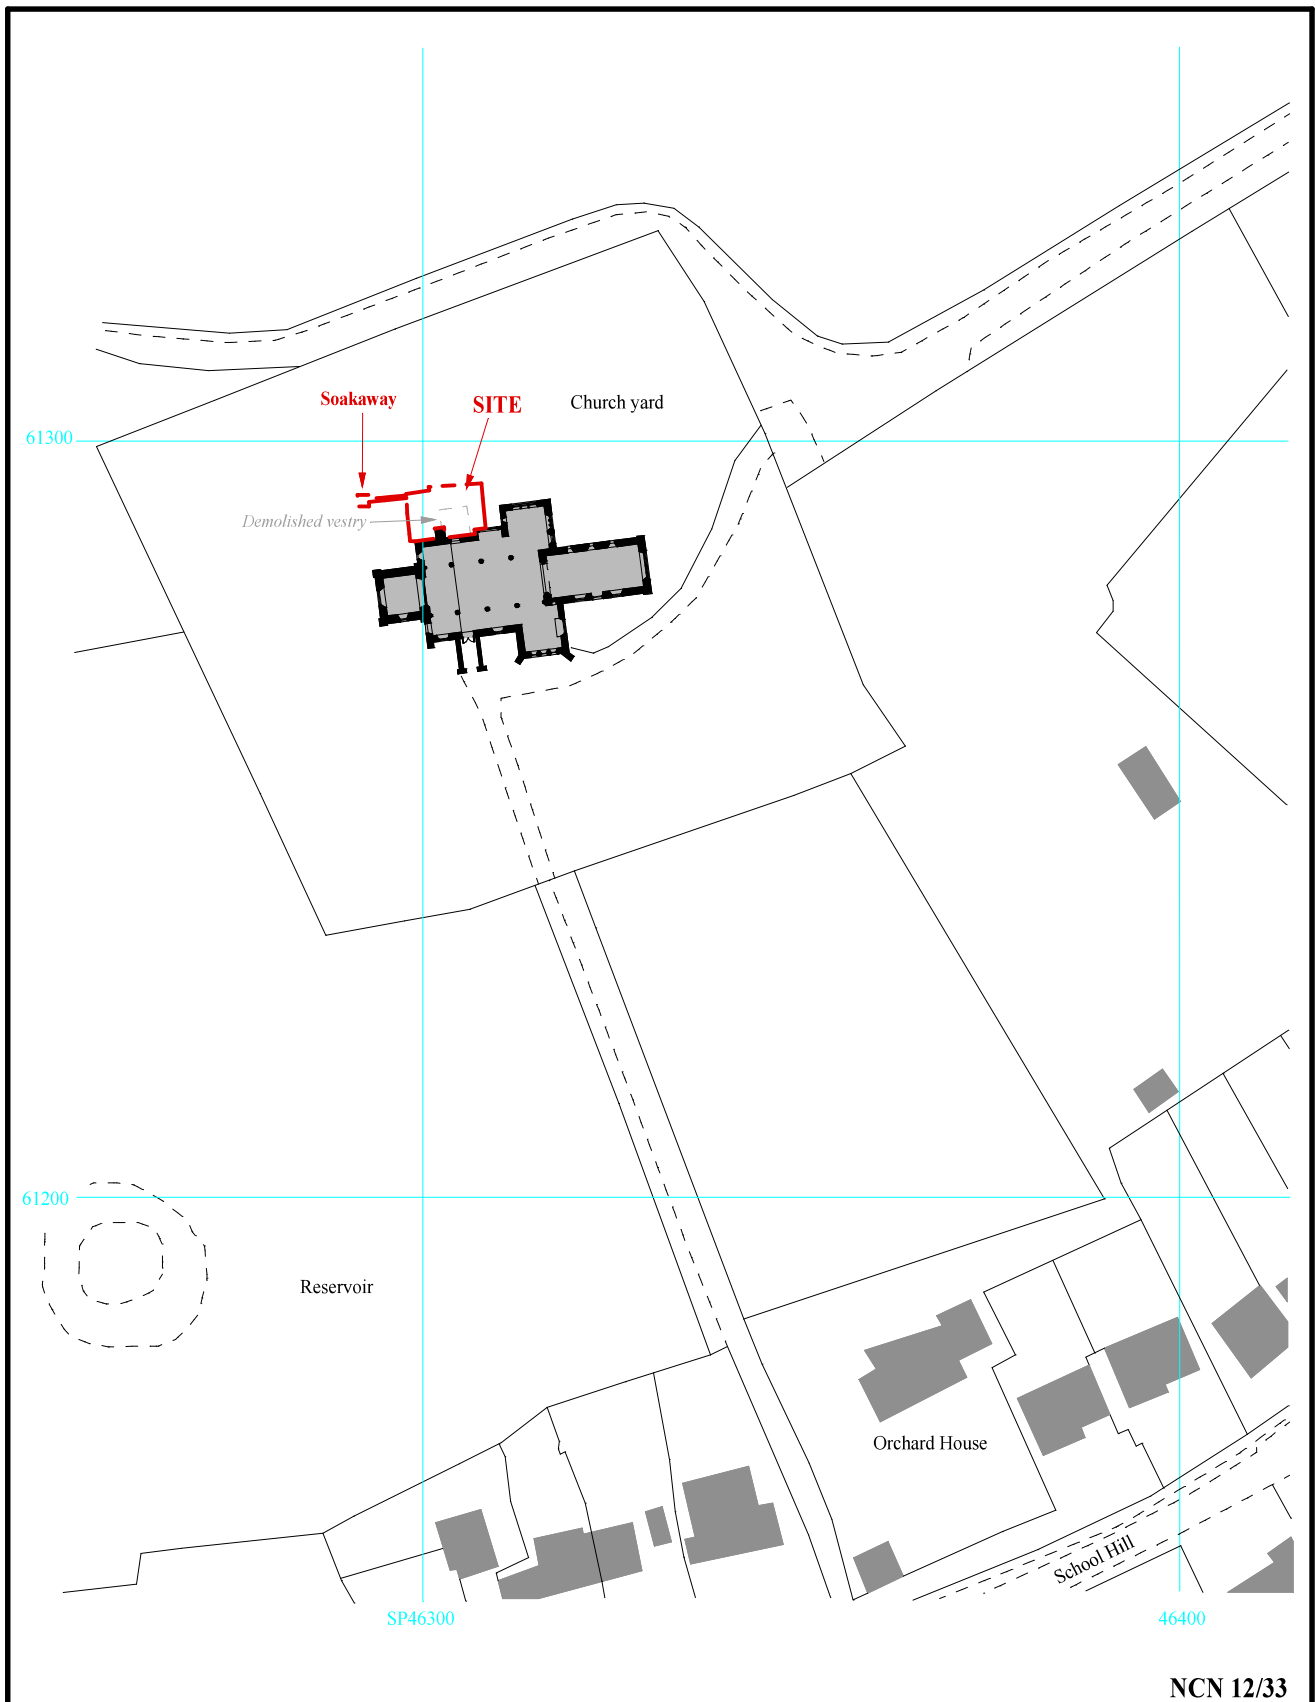 Soakaway
SITE
Church yard
61300
Demolished vestry
61200
Reservoir
Orchard House
School Hill
SP46300
46400
NCN 12/33